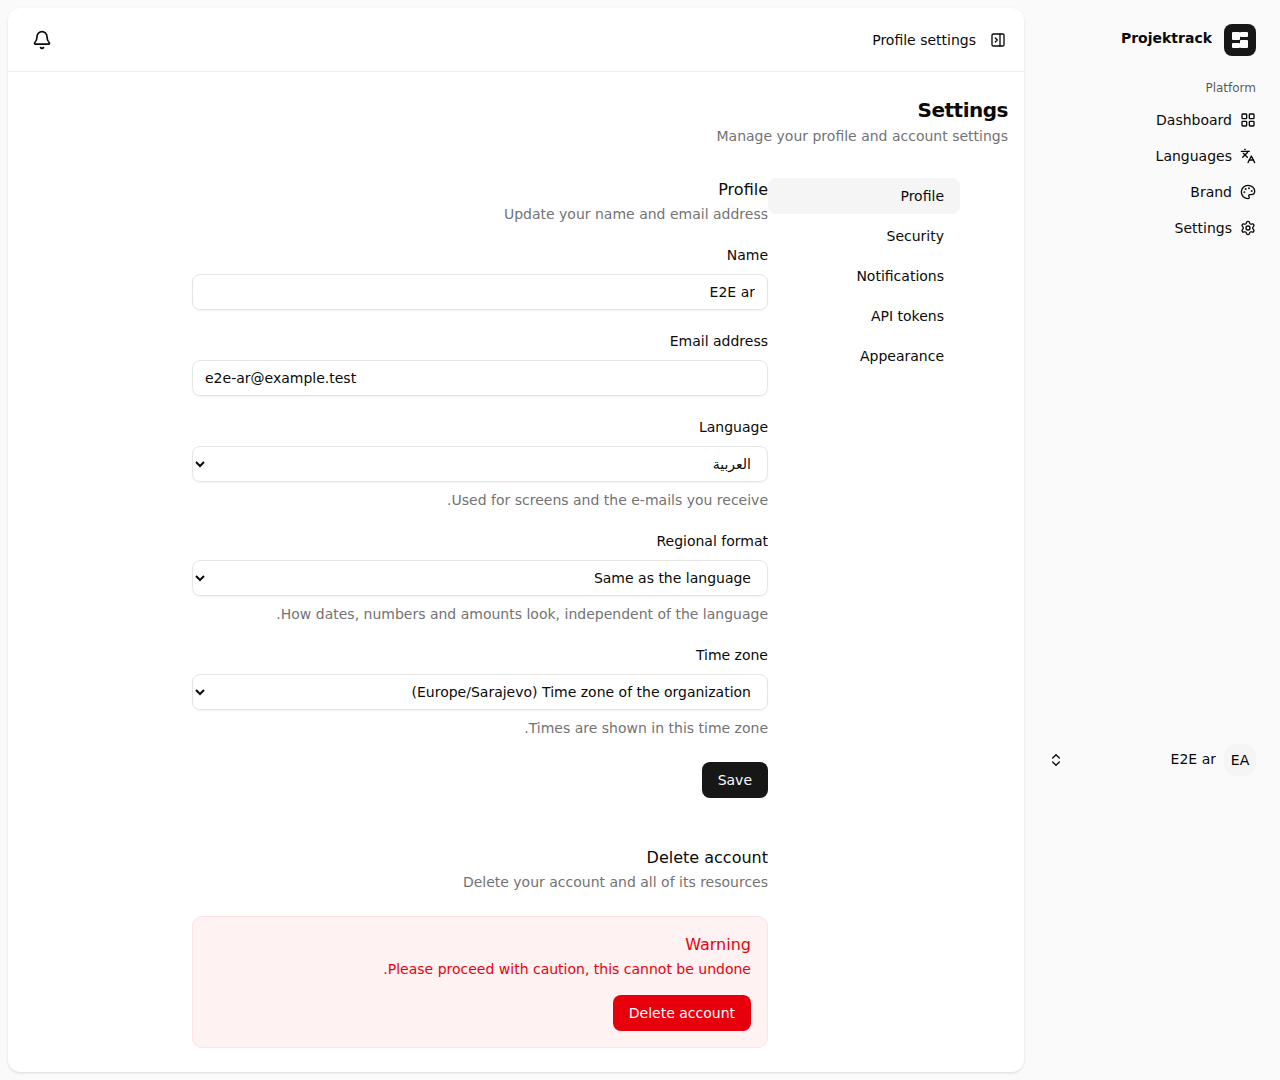 Projektrack
Platform
Dashboard
Languages
Brand
Settings
EA E2E ar
Profile settings
Settings
Manage your profile and account settings
Profile
Security
Notifications
API tokens
Appearance
Profile
Update your name and email address
Name
E2E ar
Email address
e2e-ar@example.test
Language
العربية
.Used for screens and the e-mails you receive
Regional format
Same as the language
.How dates, numbers and amounts look, independent of the language
Time zone
(Europe/Sarajevo) Time zone of the organization
.Times are shown in this time zone
Save
Delete account
Delete your account and all of its resources
Warning
.Please proceed with caution, this cannot be undone
Delete account